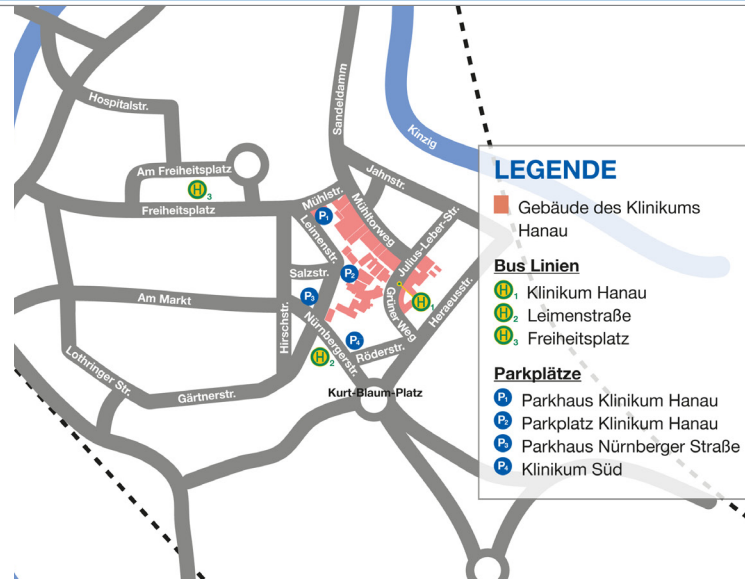 Hospitalstr.
Sandeldamm
Kinzig
Am Freiheitsplatz
H3
Freiheitsplatz
Jahnstr.
Mühlstr.
Mühltorweg
P1
Leimenstr.
Julius-Leber-Str.
Salzstr.
P2
Am Markt
P3
H1
Grüner Weg
Heraeusstr.
Hirschstr.
Nürnbergerstr.
P4
H2
Röderstr.
Lothringer Str.
Gärtnerstr.
Kurt-Blaum-Platz
LEGENDE
Gebäude des Klinikums
Hanau
Bus Linien
H1 Klinikum Hanau
H2 Leimenstraße
H3 Freiheitsplatz
Parkplätze
P1 Parkhaus Klinikum Hanau
P2 Parkplatz Klinikum Hanau
P3 Parkhaus Nürnberger Straße
P4 Klinikum Süd